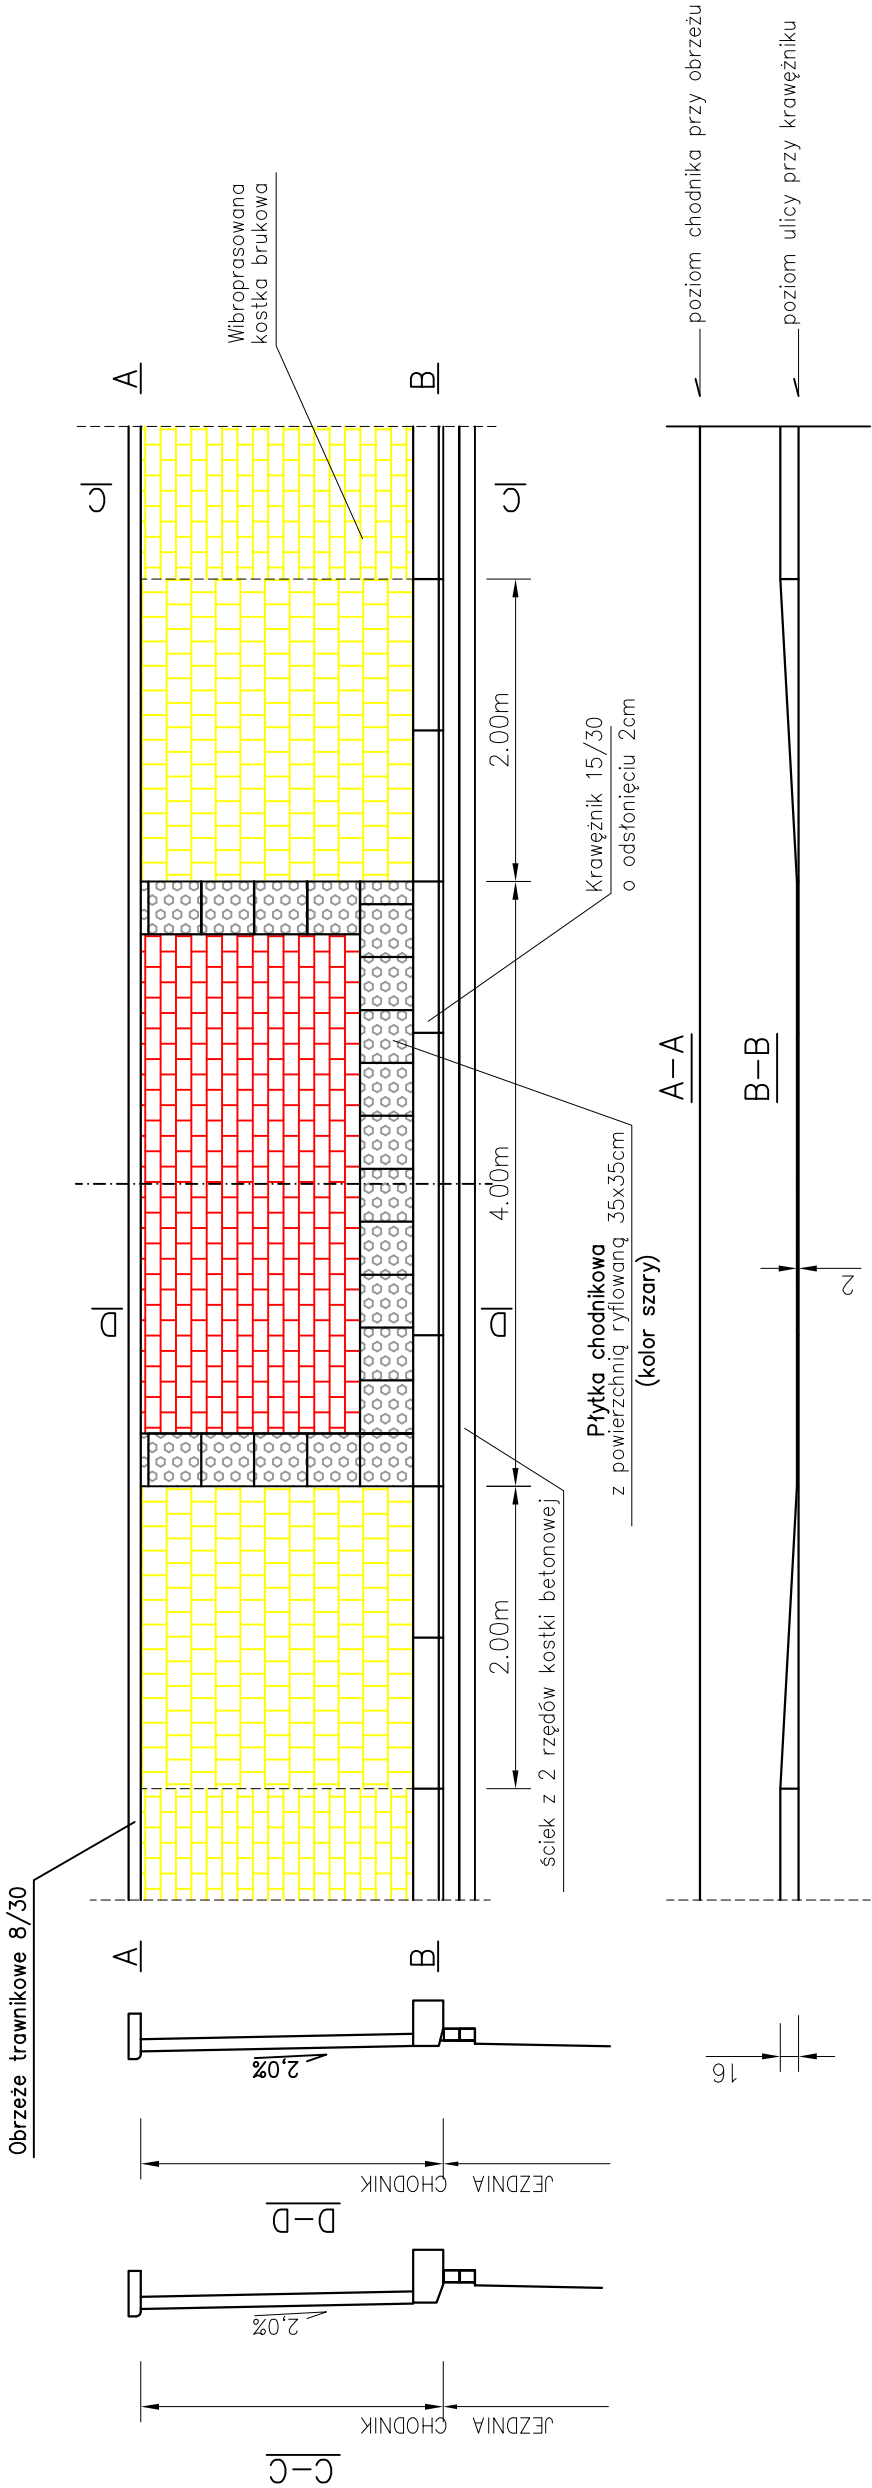 Obrzeże trawnikowe 8/30
A
A
B
B
C
C
D
D
Wibroprasowana
kostka brukowa
2.00m
4.00m
2.00m
Krawężnik 15/30
o odsłonięciu 2cm
Płytka chodnikowa
z powierzchnią ryflowaną 35x35cm
(kolor szary)
ściek z 2 rzędów kostki betonowej
A-A
poziom chodnika przy obrzeżu
B-B
poziom ulicy przy krawężniku
2
16
D-D
2,0%
CHODNIK
JEZDNIA
C-C
2,0%
CHODNIK
JEZDNIA